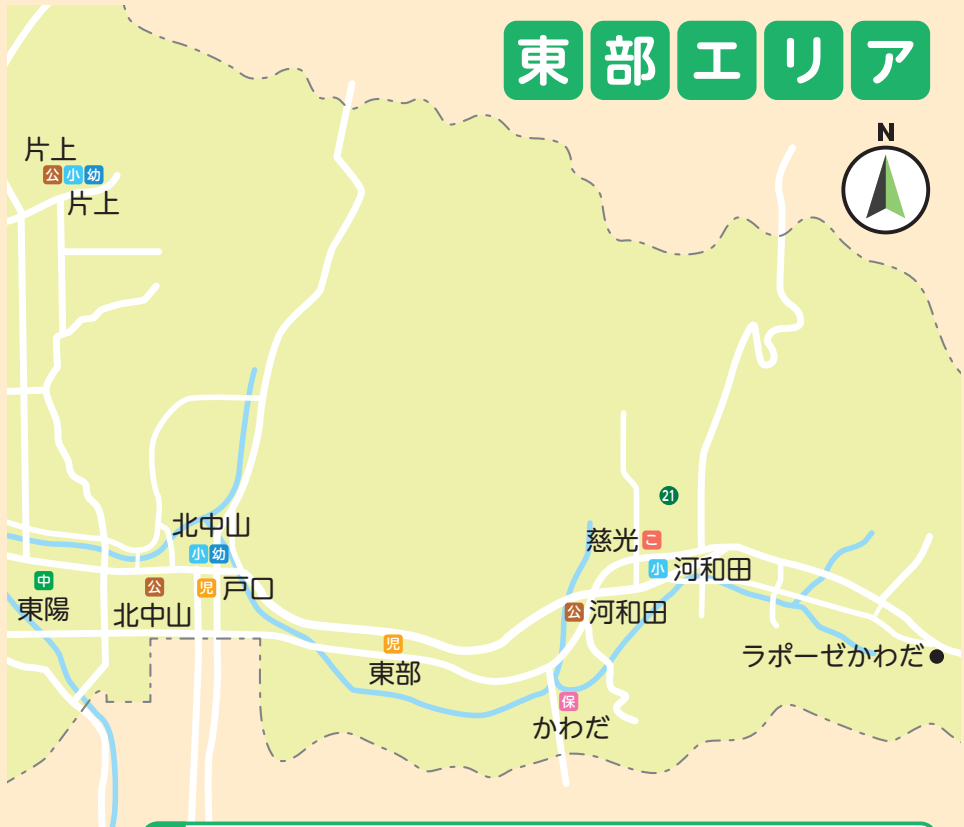 東部エリア
N
片上
公小幼
片上
北中山
小幼
中
東陽
公
北中山
児 戸口
児
東部
21
慈光 こ
小 河和田
公 河和田
ラポーゼかわだ
保
かわだ